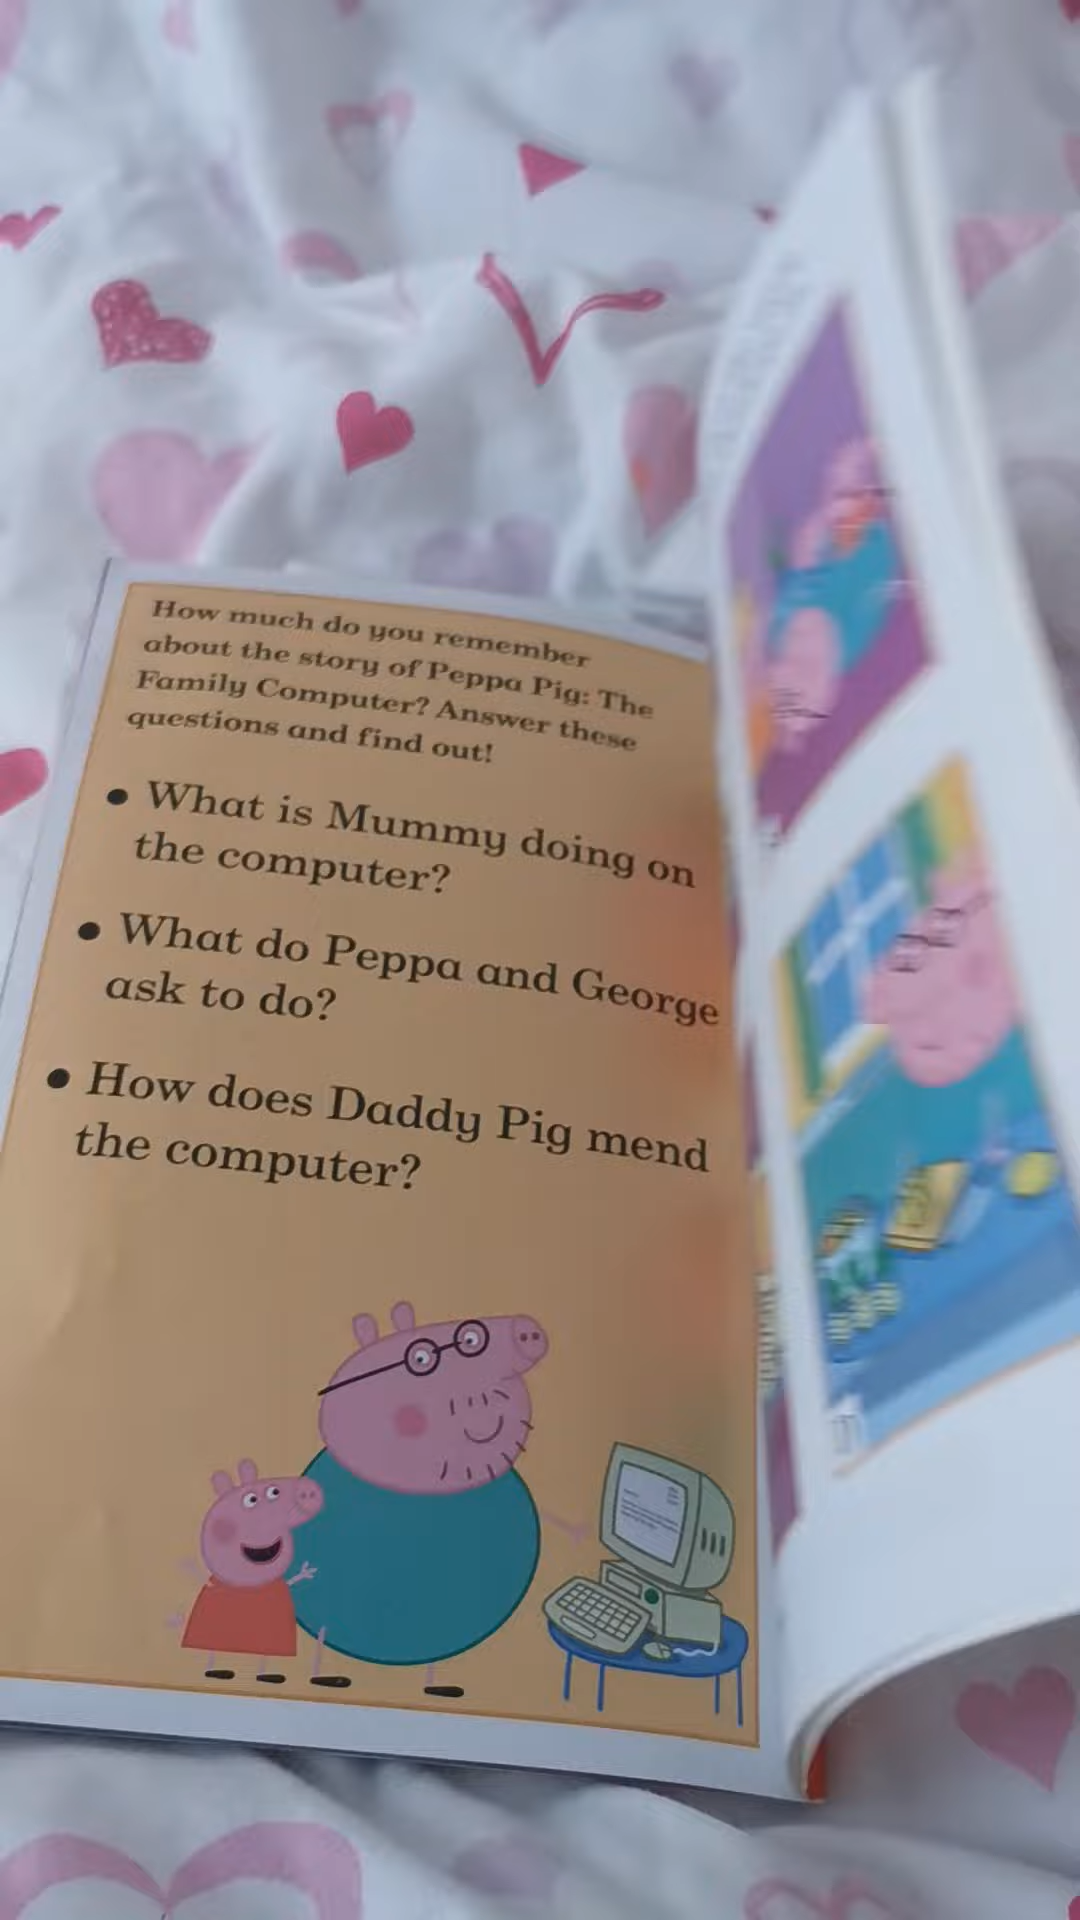 How much do you remember
about the story of Peppa Pig: The
Family Computer? Answer these
questions and find out!
• What is Mummy doing on
the computer?
• What do Peppa and George
ask to do?
• How does Daddy Pig mend
the computer?